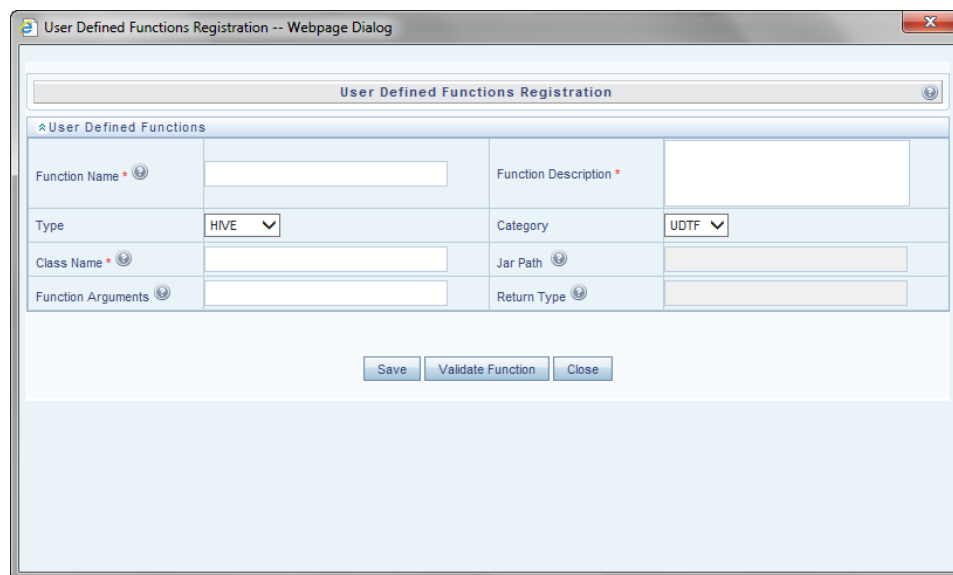 User Defined Functions Registration -- Webpage Dialog
x
User Defined Functions Registration
User Defined Functions
Function Name *
Function Description *
Type
HIVE
Category
UDTF
Class Name *
Jar Path
Function Arguments
Return Type
Save
Validate Function
Close